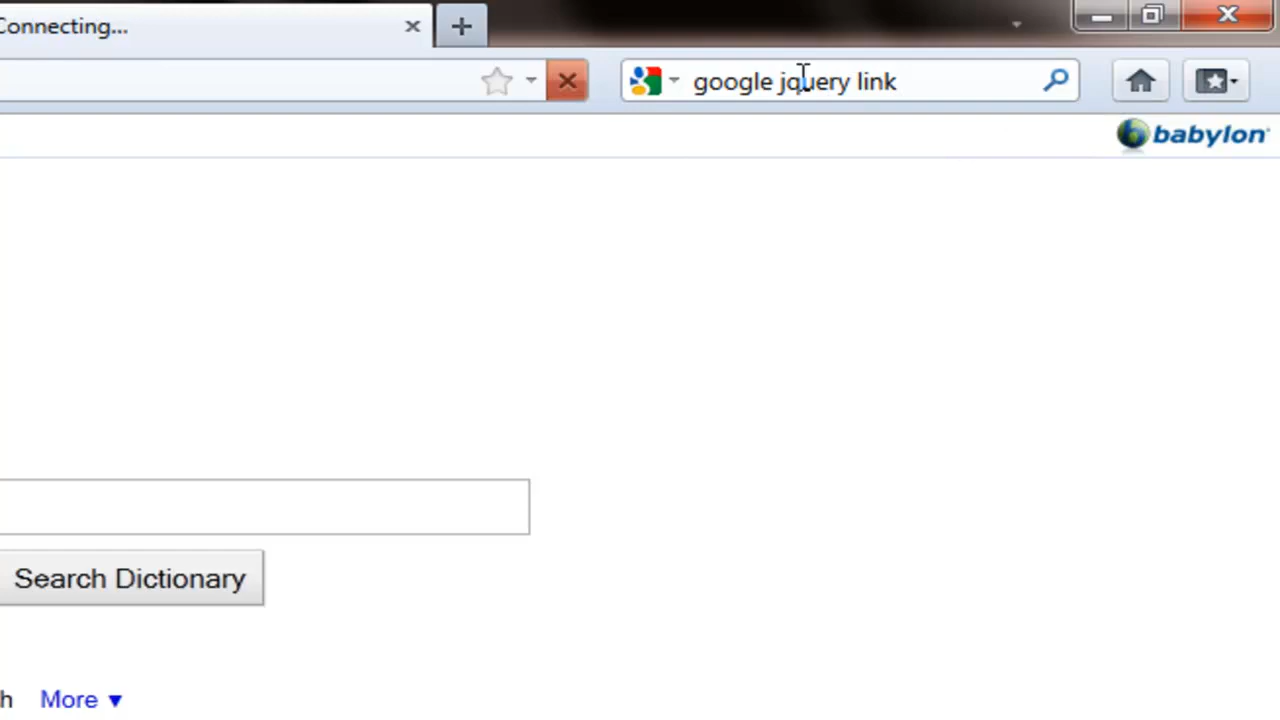 Connecting...
google jquery link
babylon
Search Dictionary
h More